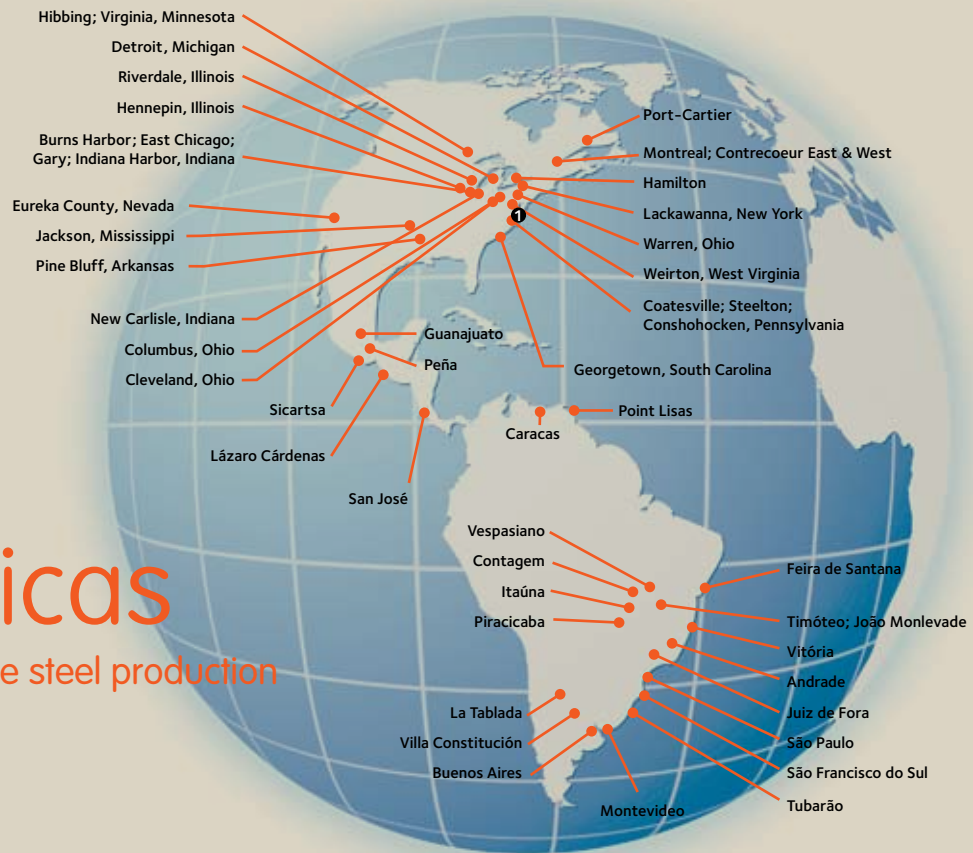 Hibbing; Virginia, Minnesota
Detroit, Michigan
Riverdale, Illinois
Hennepin, Illinois
Burns Harbor; East Chicago;
Gary; Indiana Harbor, Indiana
Eureka County, Nevada
Jackson, Mississippi
Pine Bluff, Arkansas
New Carlisle, Indiana
Columbus, Ohio
Cleveland, Ohio
Port-Cartier
Montreal; Contrecoeur East & West
Hamilton
Lackawanna, New York
1
Warren, Ohio
Weirton, West Virginia
Coatesville; Steelton;
Conshohocken, Pennsylvania
Georgetown, South Carolina
Guanajuato
Peña
Sicartsa
Lázaro Cárdenas
San José
Caracas
Point Lisas
icas
e steel production
Vespasiano
Contagem
Itaúna
Piracicaba
La Tablada
Villa Constitución
Buenos Aires
Montevideo
Feira de Santana
Timóteo; João Monlevade
Vitória
Andrade
Juiz de Fora
São Paulo
São Francisco do Sul
Tubarão